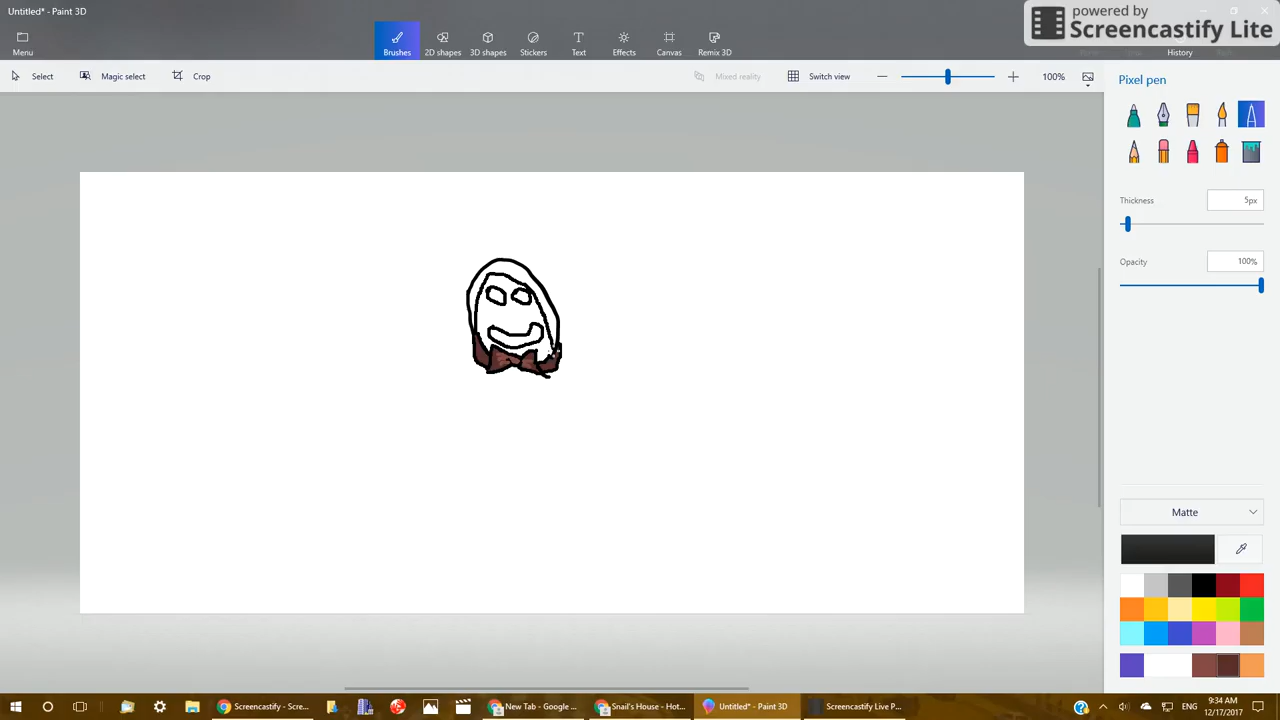 Untitled* - Paint 3D
powered by
Screencastify Lite
Menu
Brushes
2D shapes
3D shapes
Stickers
Text
Effects
Canvas
Remix 3D
History
Select
Magic select
Crop
Mixed reality
Switch view
100%
Pixel pen
Thickness
5px
Opacity
100%
Matte
Screencastify - Scre...
New Tab - Google ...
Snail's House - Hot...
Untitled* - Paint 3D
Screencastify Live P...
ENG
9:34 AM
12/17/2017